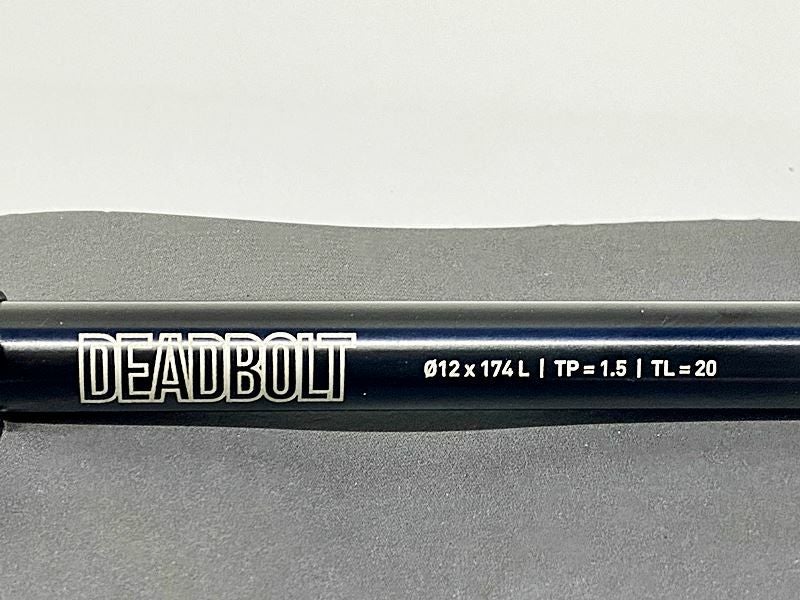 DEADBOLT Ø12 x 174 L | TP = 1.5 | TL = 20